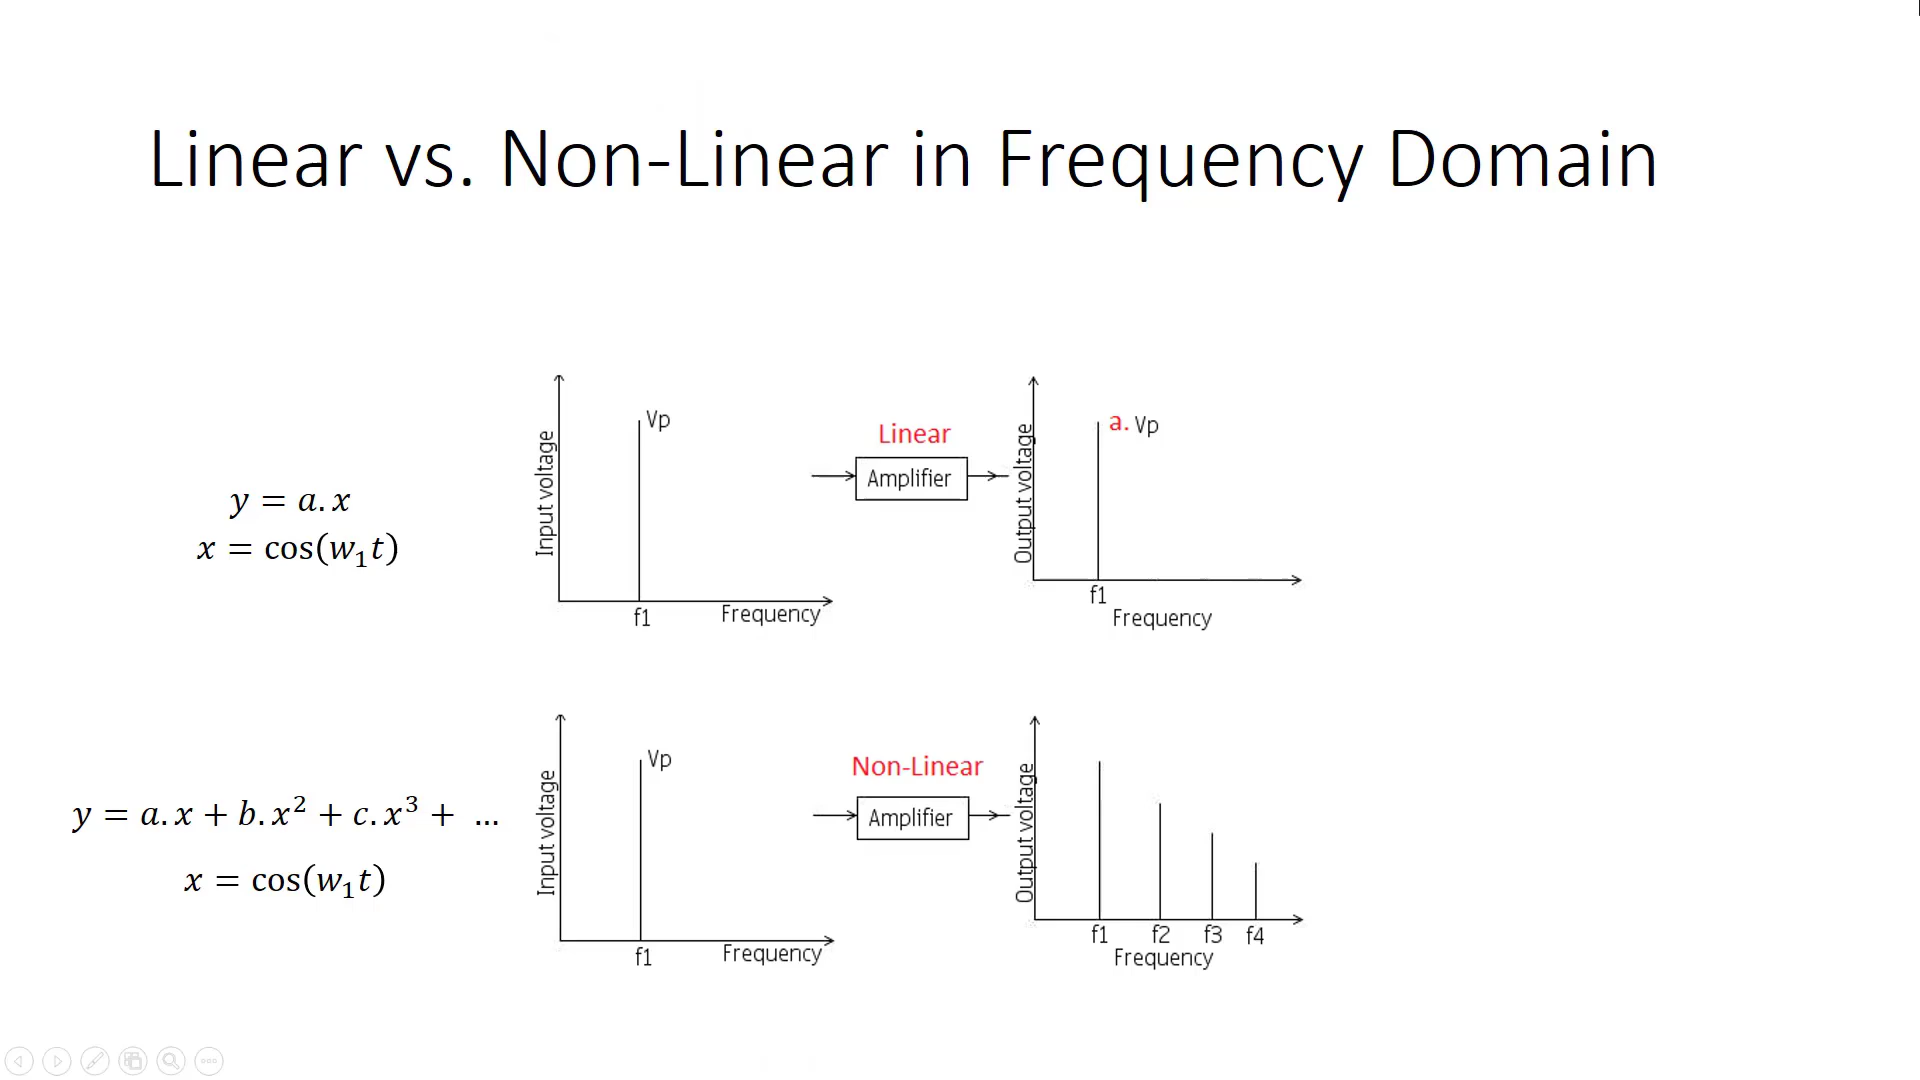 Linear vs. Non-Linear in Frequency Domain
y = a. x
x = cos(w₁t)
Input voltage
Vp
f1
Frequency
Linear
Amplifier
Output voltage
a. Vp
f1
Frequency
y = a. x + b. x² + c. x³ + ...
x = cos(w₁t)
Input voltage
Vp
f1
Frequency
Non-Linear
Amplifier
Output voltage
f1 f2 f3 f4
Frequency